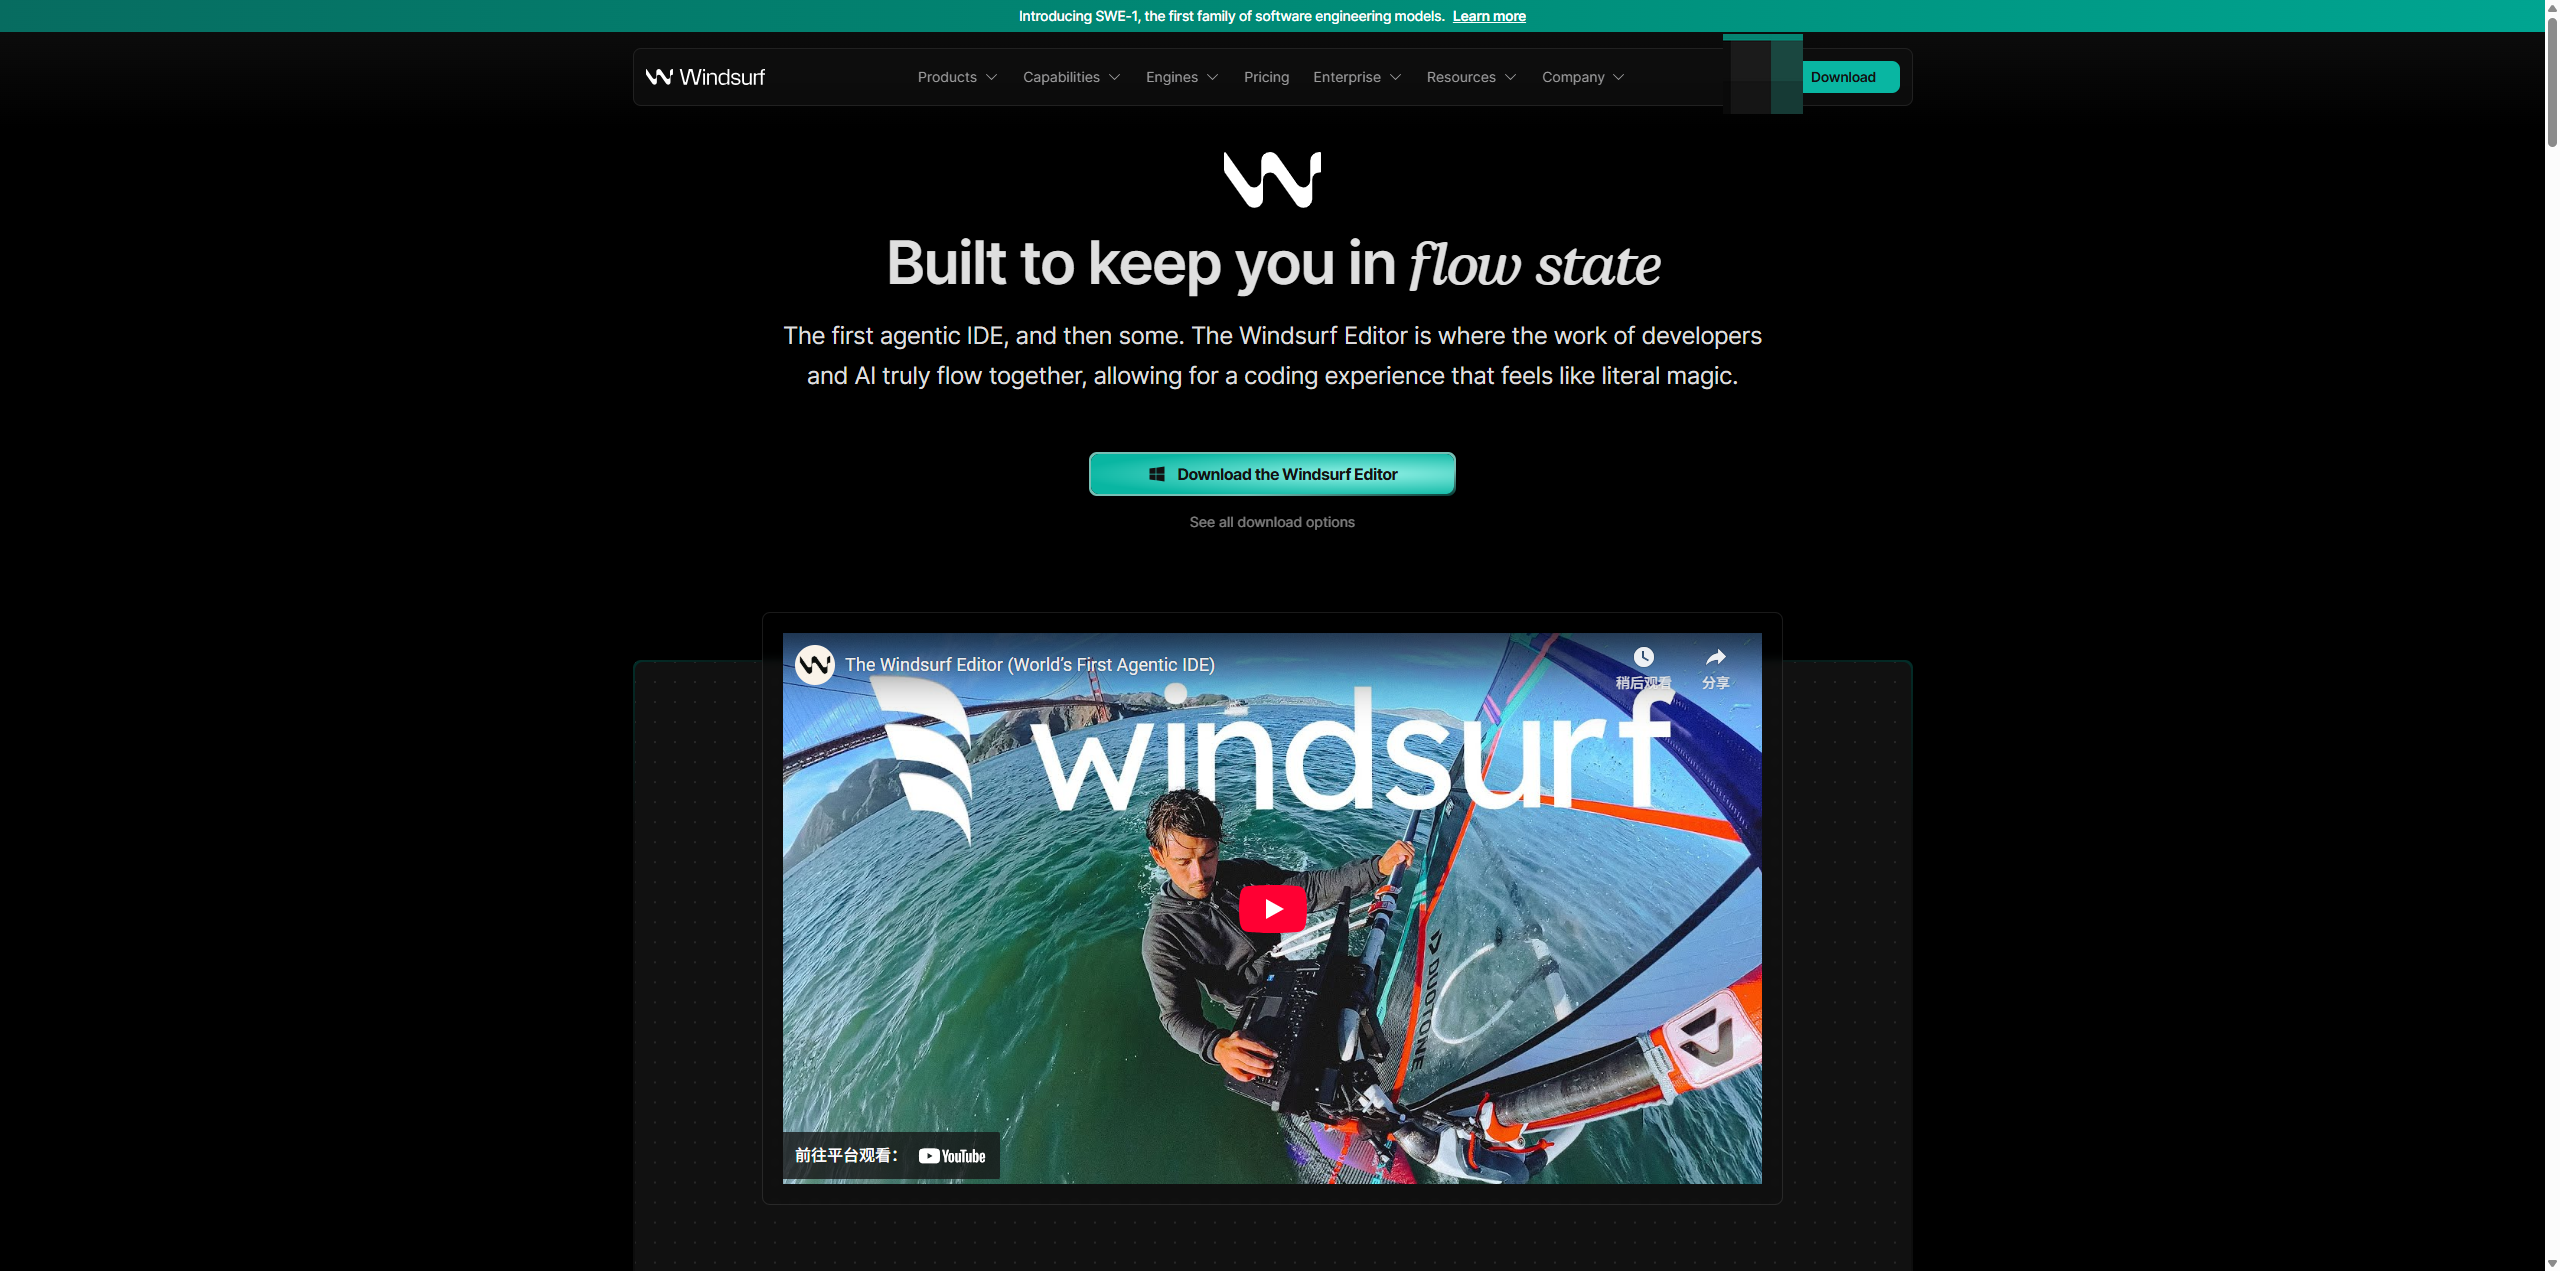 Introducing SWE-1, the first family of software engineering models. Learn more
Windsurf
Products
Capabilities
Engines
Pricing
Enterprise
Resources
Company
Download
Built to keep you in flow state
The first agentic IDE, and then some. The Windsurf Editor is where the work of developers
and AI truly flow together, allowing for a coding experience that feels like literal magic.
Download the Windsurf Editor
See all download options
The Windsurf Editor (World’s First Agentic IDE)
稍后观看
分享
windsurf
DUOTONE
前往平台观看： YouTube